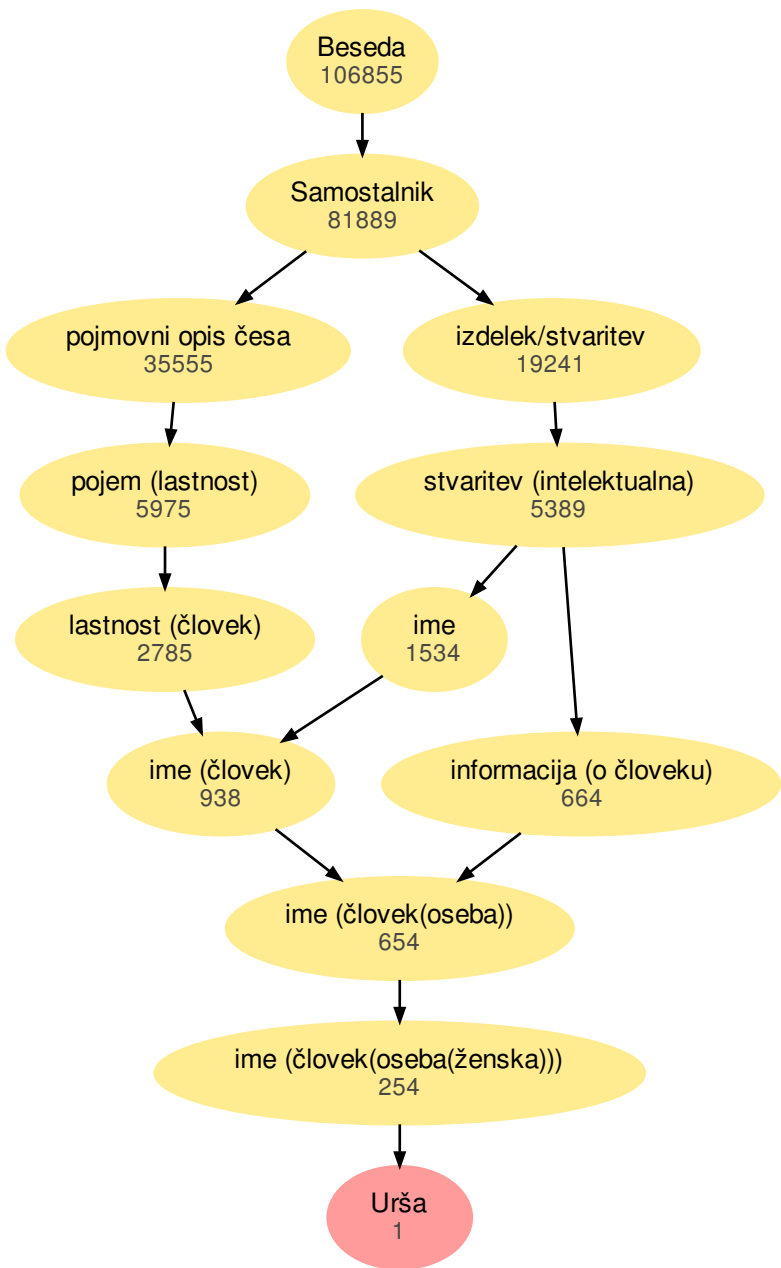 Beseda
106855
Samostalnik
81889
pojmovni opis česa
35555
izdelek/stvaritev
19241
pojem (lastnost)
5975
stvaritev (intelektualna)
5389
lastnost (človek)
2785
ime
1534
ime (človek)
938
informacija (o človeku)
664
ime (človek(oseba))
654
ime (človek(oseba(ženska)))
254
Urša
1